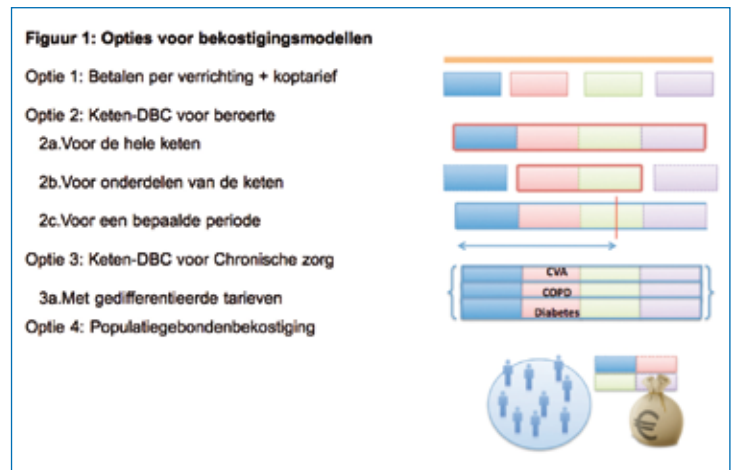 Figuur 1: Opties voor bekostigingsmodellen
Optie 1: Betalen per verrichting + koptarief
Optie 2: Keten-DBC voor beroerte
2a.Voor de hele keten
2b.Voor onderdelen van de keten
2c.Voor een bepaalde periode
Optie 3: Keten-DBC voor Chronische zorg
3a.Met gedifferentieerde tarieven
Optie 4: Populatiegebondenbekostiging
CVA
COPD
Diabetes
€